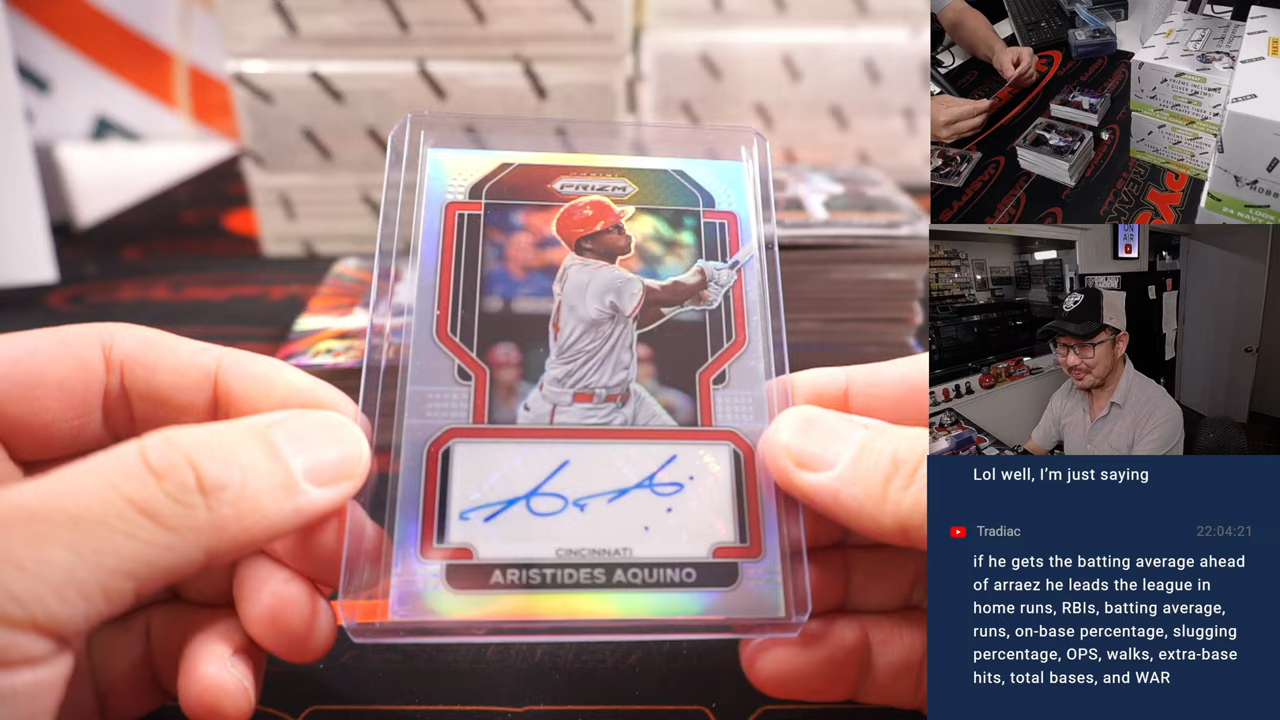 PRIZM
CINCINNATI
ARISTIDES AQUINO
ON
AIR
Lol well, I'm just saying
Tradiac
22:04:21
if he gets the batting average ahead
of arraez he leads the league in
home runs, RBIs, batting average,
runs, on-base percentage, slugging
percentage, OPS, walks, extra-base
hits, total bases, and WAR